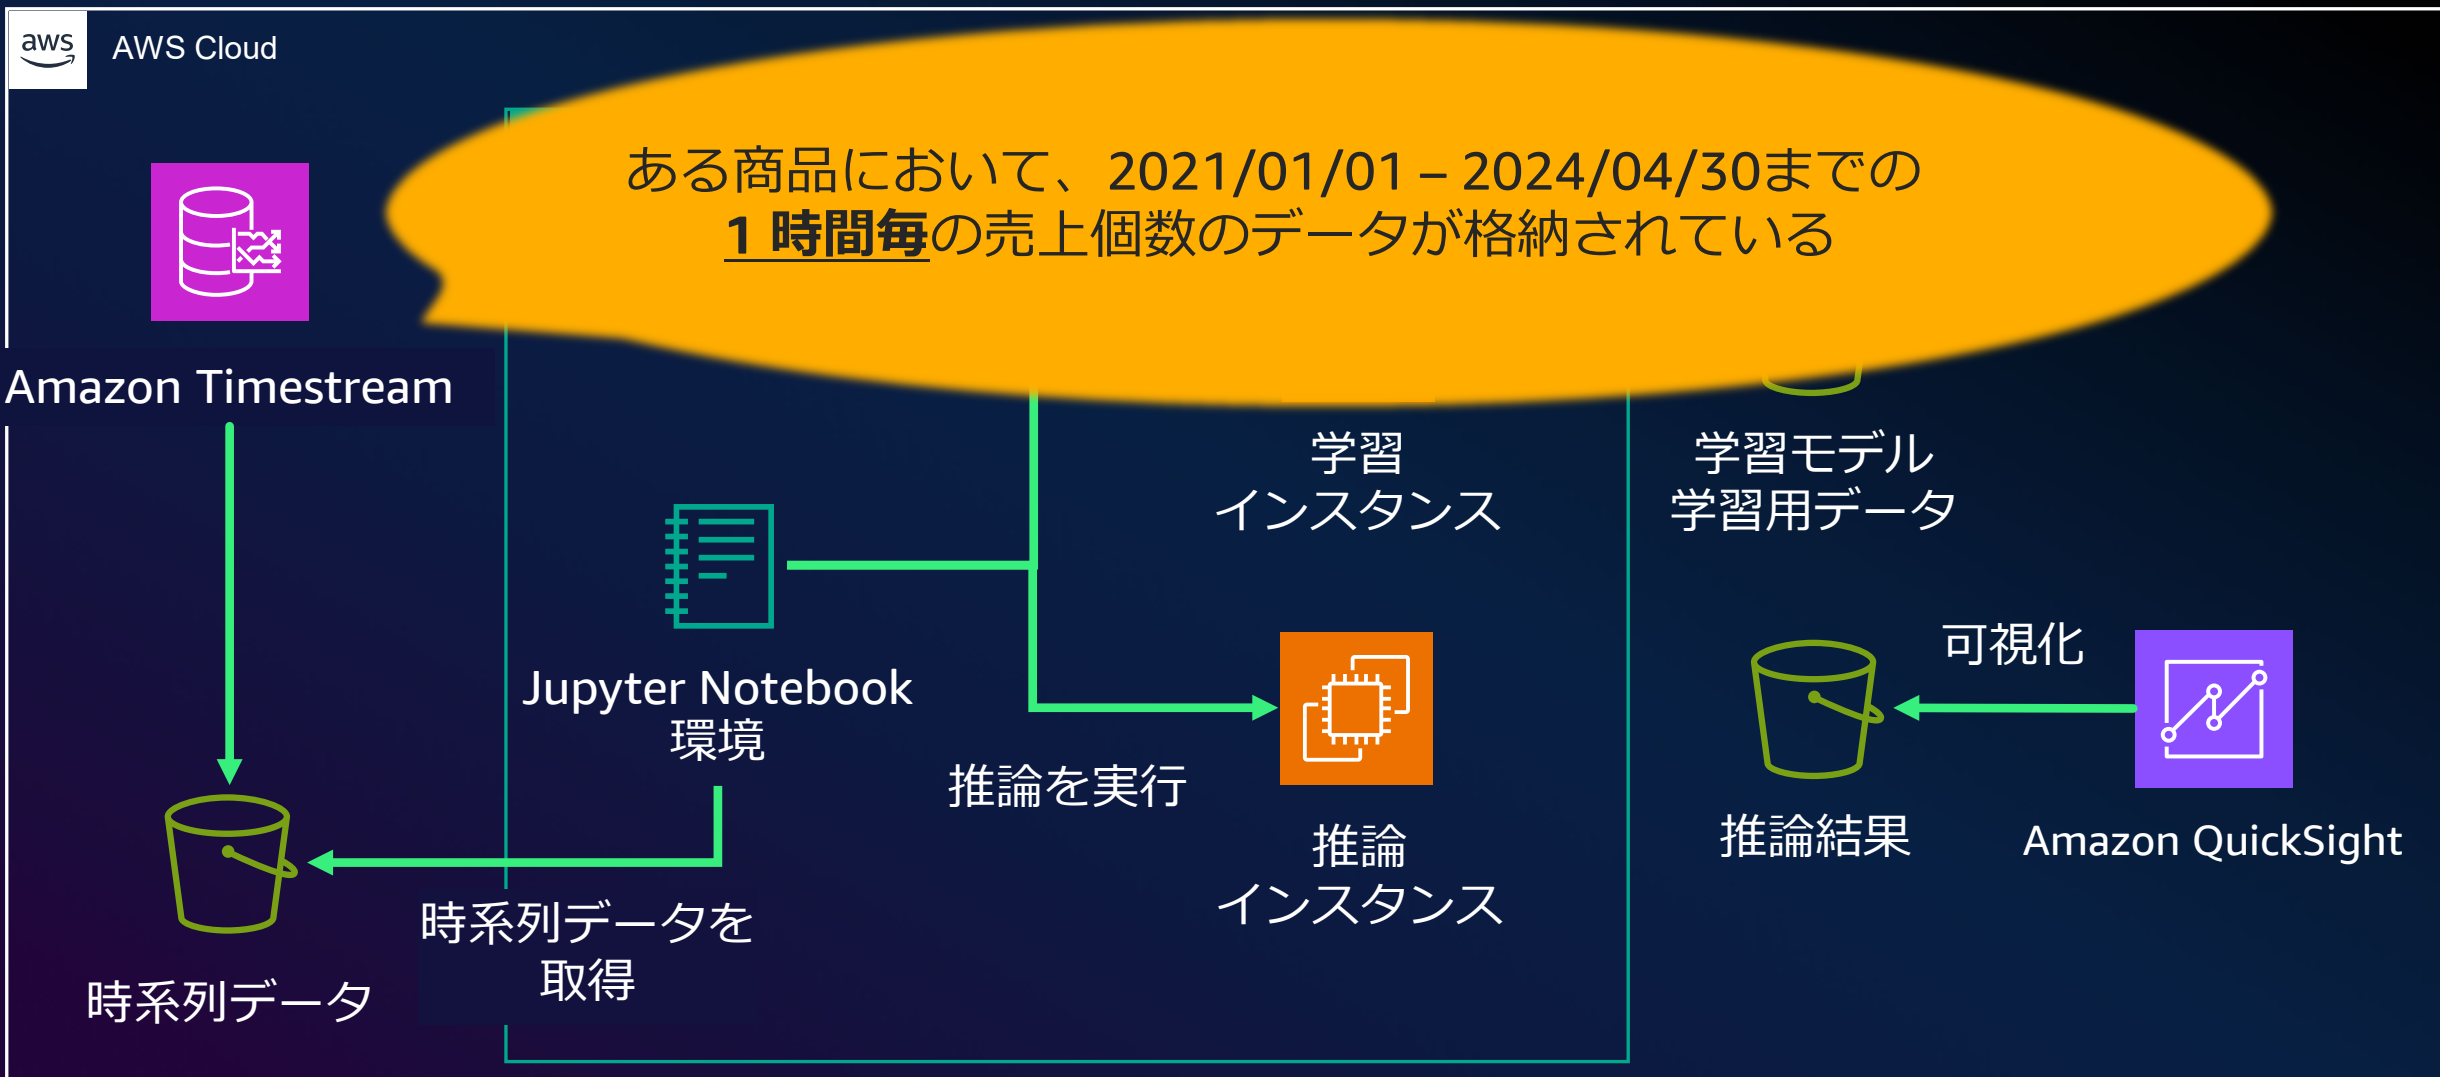 aws
AWS Cloud
ある商品において、2021/01/01 – 2024/04/30までの
1 時間毎の売上個数のデータが格納されている
Amazon Timestream
学習
インスタンス
学習モデル
学習用データ
Jupyter Notebook
環境
推論を実行
推論
インスタンス
可視化
推論結果
Amazon QuickSight
時系列データを
取得
時系列データ